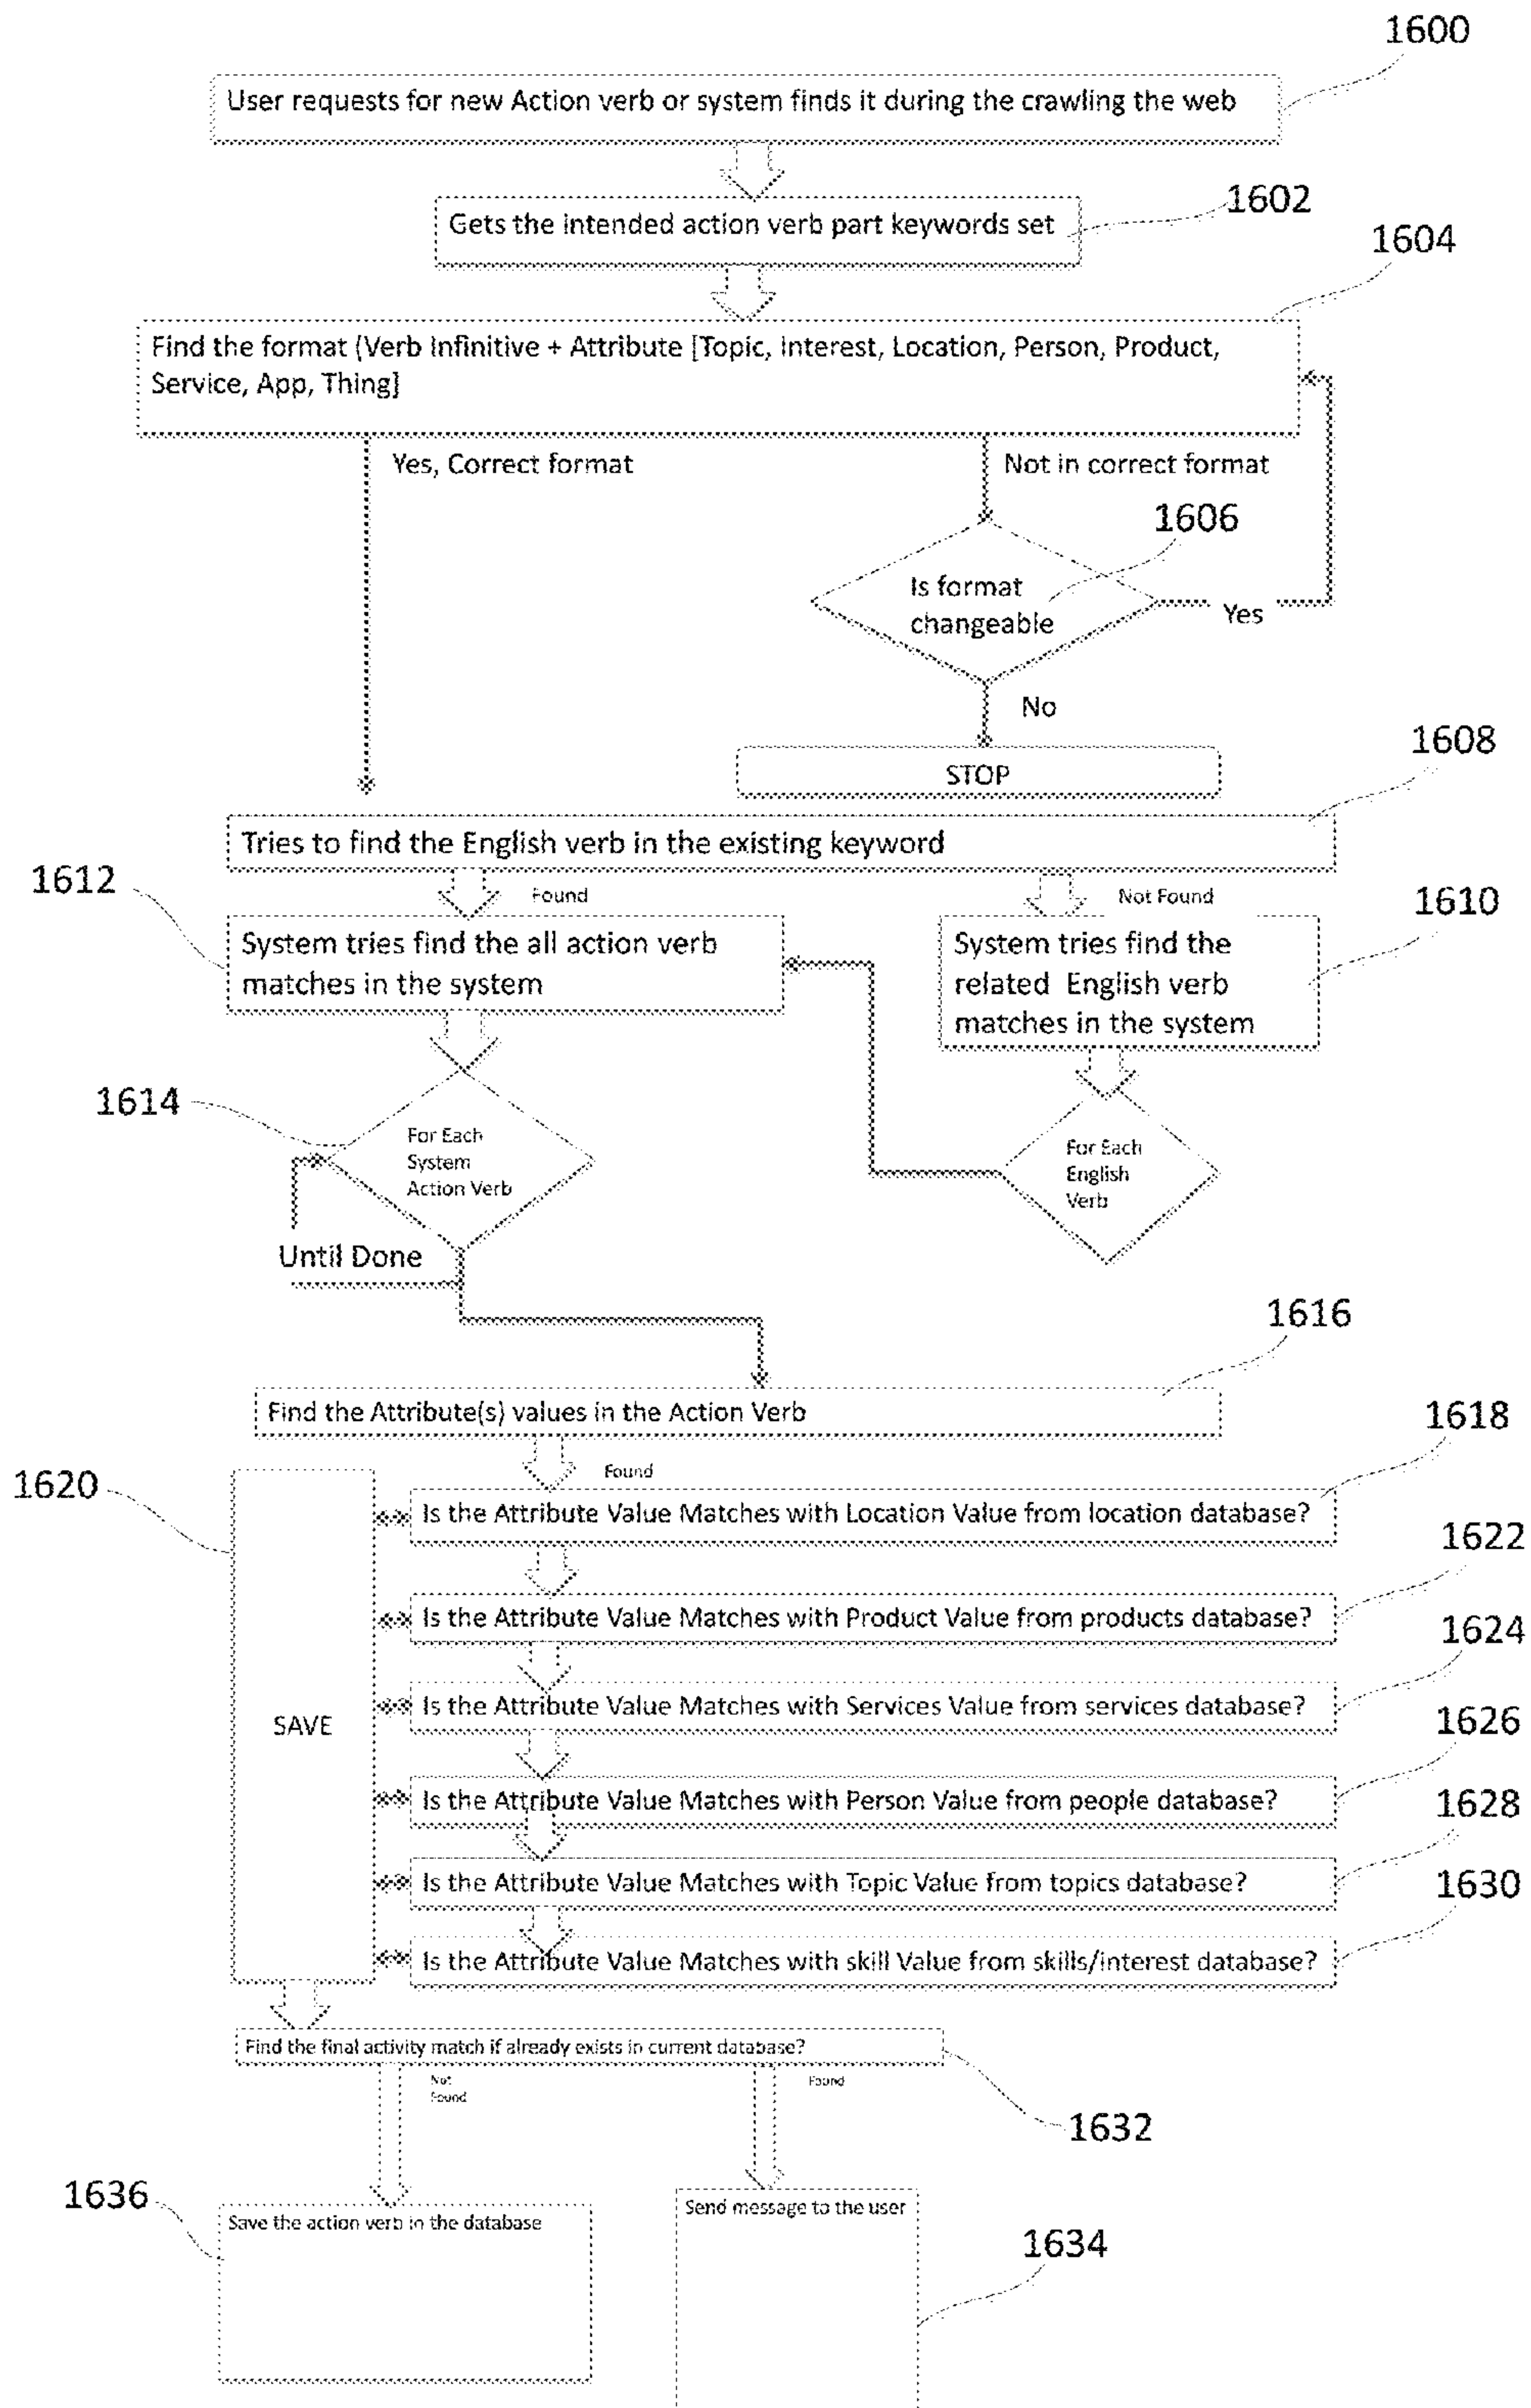 1600
User requests for new Action verb or system finds it during the crawling the web
1602
Gets the intended action verb part keywords set
1604
Find the format (Verb Infinitive + Attribute [Topic, Interest, Location, Person, Product,
Service, App, Thing]
Yes, Correct format
Not in correct format
1606
Is format
changeable
Yes
No
STOP
1608
Tries to find the English verb in the existing keyword
1612
Found
Not Found
1610
System tries find the all action verb
matches in the system
System tries find the
related English verb
matches in the system
1614
For Each
System
Action Verb
For Each
English
Verb
Until Done
1616
Find the Attribute(s) values in the Action Verb
1618
Found
1620
Is the Attribute Value Matches with Location Value from location database?
1622
Is the Attribute Value Matches with Product Value from products database?
1624
Is the Attribute Value Matches with Services Value from services database?
SAVE
1626
Is the Attribute Value Matches with Person Value from people database?
1628
Is the Attribute Value Matches with Topic Value from topics database?
1630
Is the Attribute Value Matches with skill Value from skills/interest database?
Find the final activity match if already exists in current database?
Not
Found
Found
1632
1636
Save the action verb in the database
Send message to the user
1634